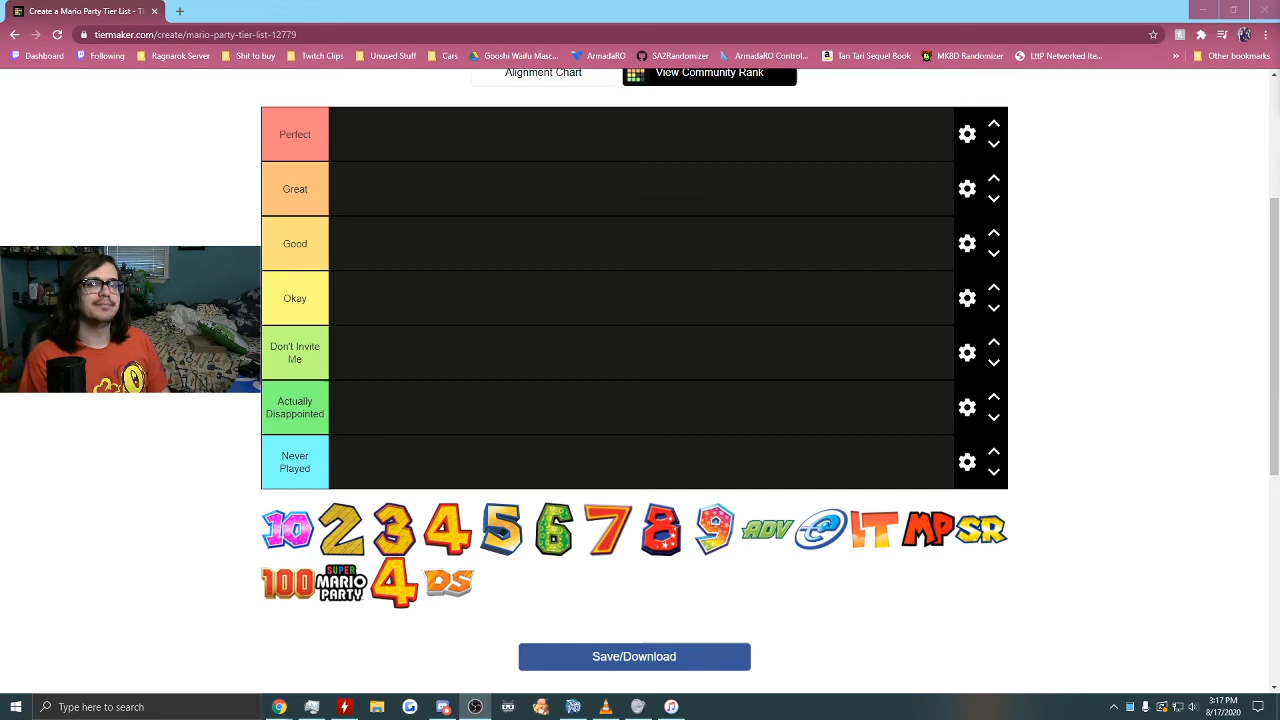 Create a Mario Party Tier List - Ti
tiermaker.com/create/mario-party-tier-list-12779
Dashboard
Following
Ragnarok Server
Shit to buy
Twitch Clips
Unused Stuff
Cars
Gooshi Waifu Masc...
ArmadaRO
SA2Randomizer
ArmadaRO Control...
Tari Tari Sequel Book
MK8D Randomizer
LttP Networked Ite...
»
Other bookmarks
Alignment Chart
View Community Rank
Perfect
Great
Good
Okay
Don't Invite
Me
Actually
Disappointed
Never
Played
10 2 3 4 5 6 7 8 9 ADV e IT MP SR
100 SUPER MARIO PARTY 4 DS
Save/Download
Type here to search
3:17 PM
8/17/2020